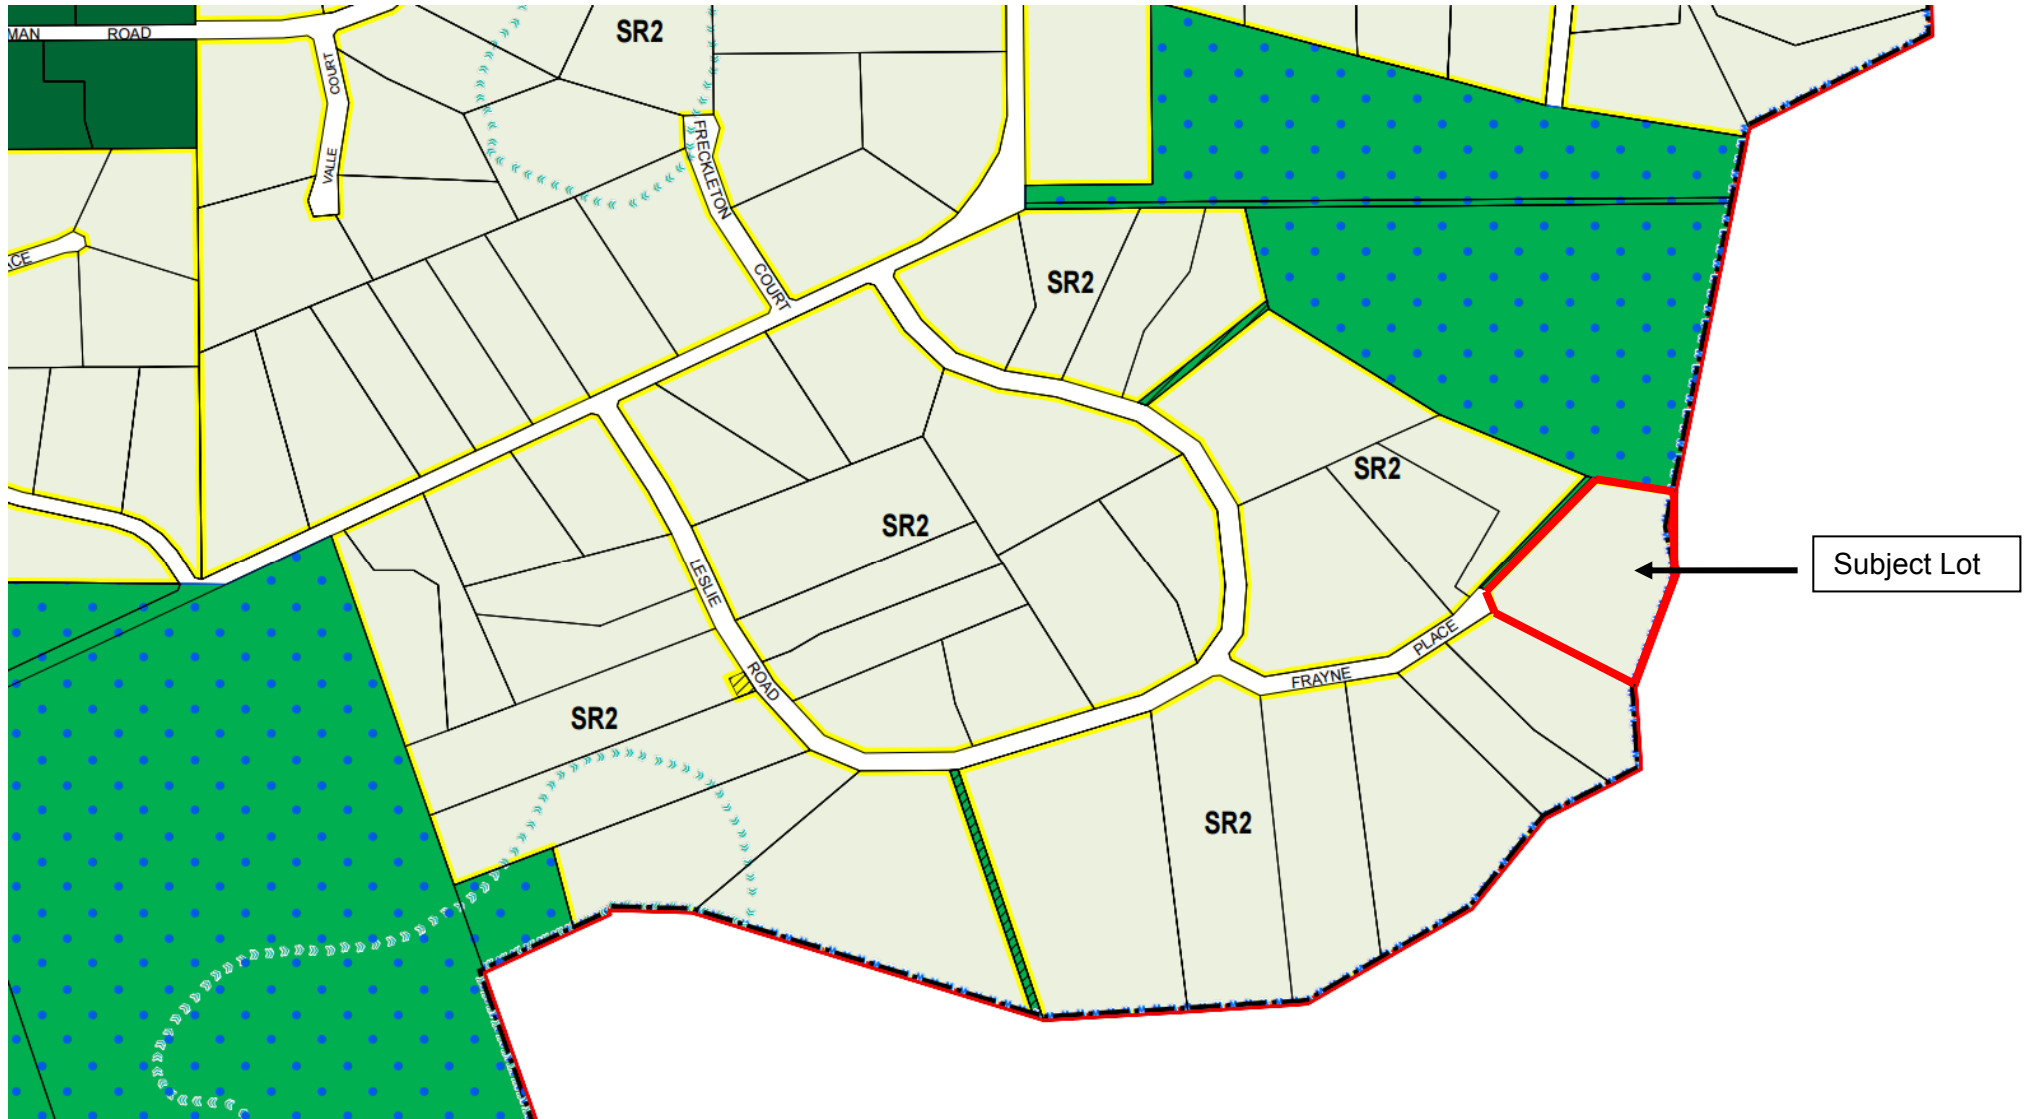 SR2
MAN ROAD
VALLE COURT
FRECKLETON
COURT
SR2
SR2
SR2
Subject Lot
LESLIE
ROAD
FRAYNE
PLACE
SR2
SR2